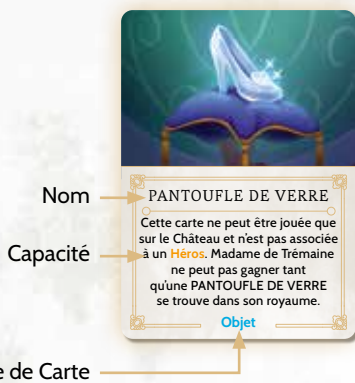 Nom
PANTOUFLE DE VERRE
Capacité
Cette carte ne peut être jouée que
sur le Château et n'est pas associée
à un Héros. Madame de Trémaine
ne peut pas gagner tant
qu'une PANTOUFLE DE VERRE
se trouve dans son royaume.
Objet
e de Carte